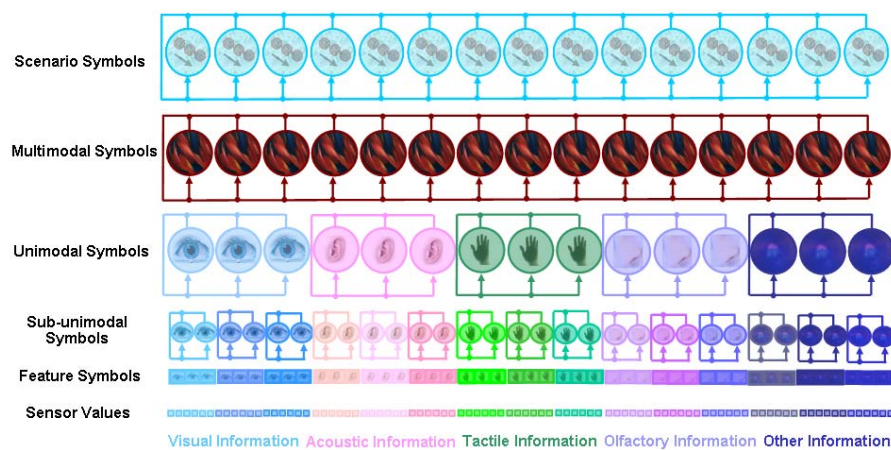 Scenario Symbols
Multimodal Symbols
Unimodal Symbols
Sub-unimodal
Symbols
Feature Symbols
Sensor Values
Visual Information Acoustic Information Tactile Information Olfactory Information Other Information